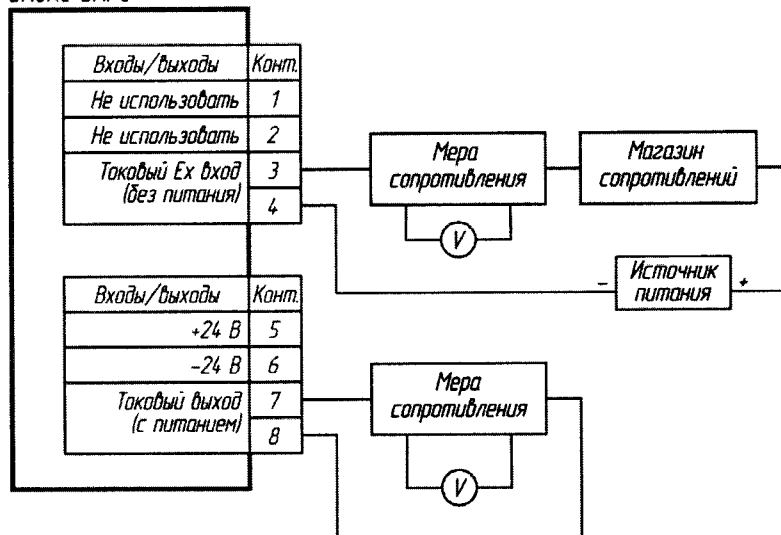 Входы/выходы Конт.
Не использовать 1
Не использовать 2
Токовый Ех вход 3
(без питания)
4
Мера
сопротивления
Магазин
сопротивлений
V
Источник
питания
– +
Входы/выходы Конт.
+24 В 5
–24 В 6
Токовый выход 7
(с питанием)
8
Мера
сопротивления
V